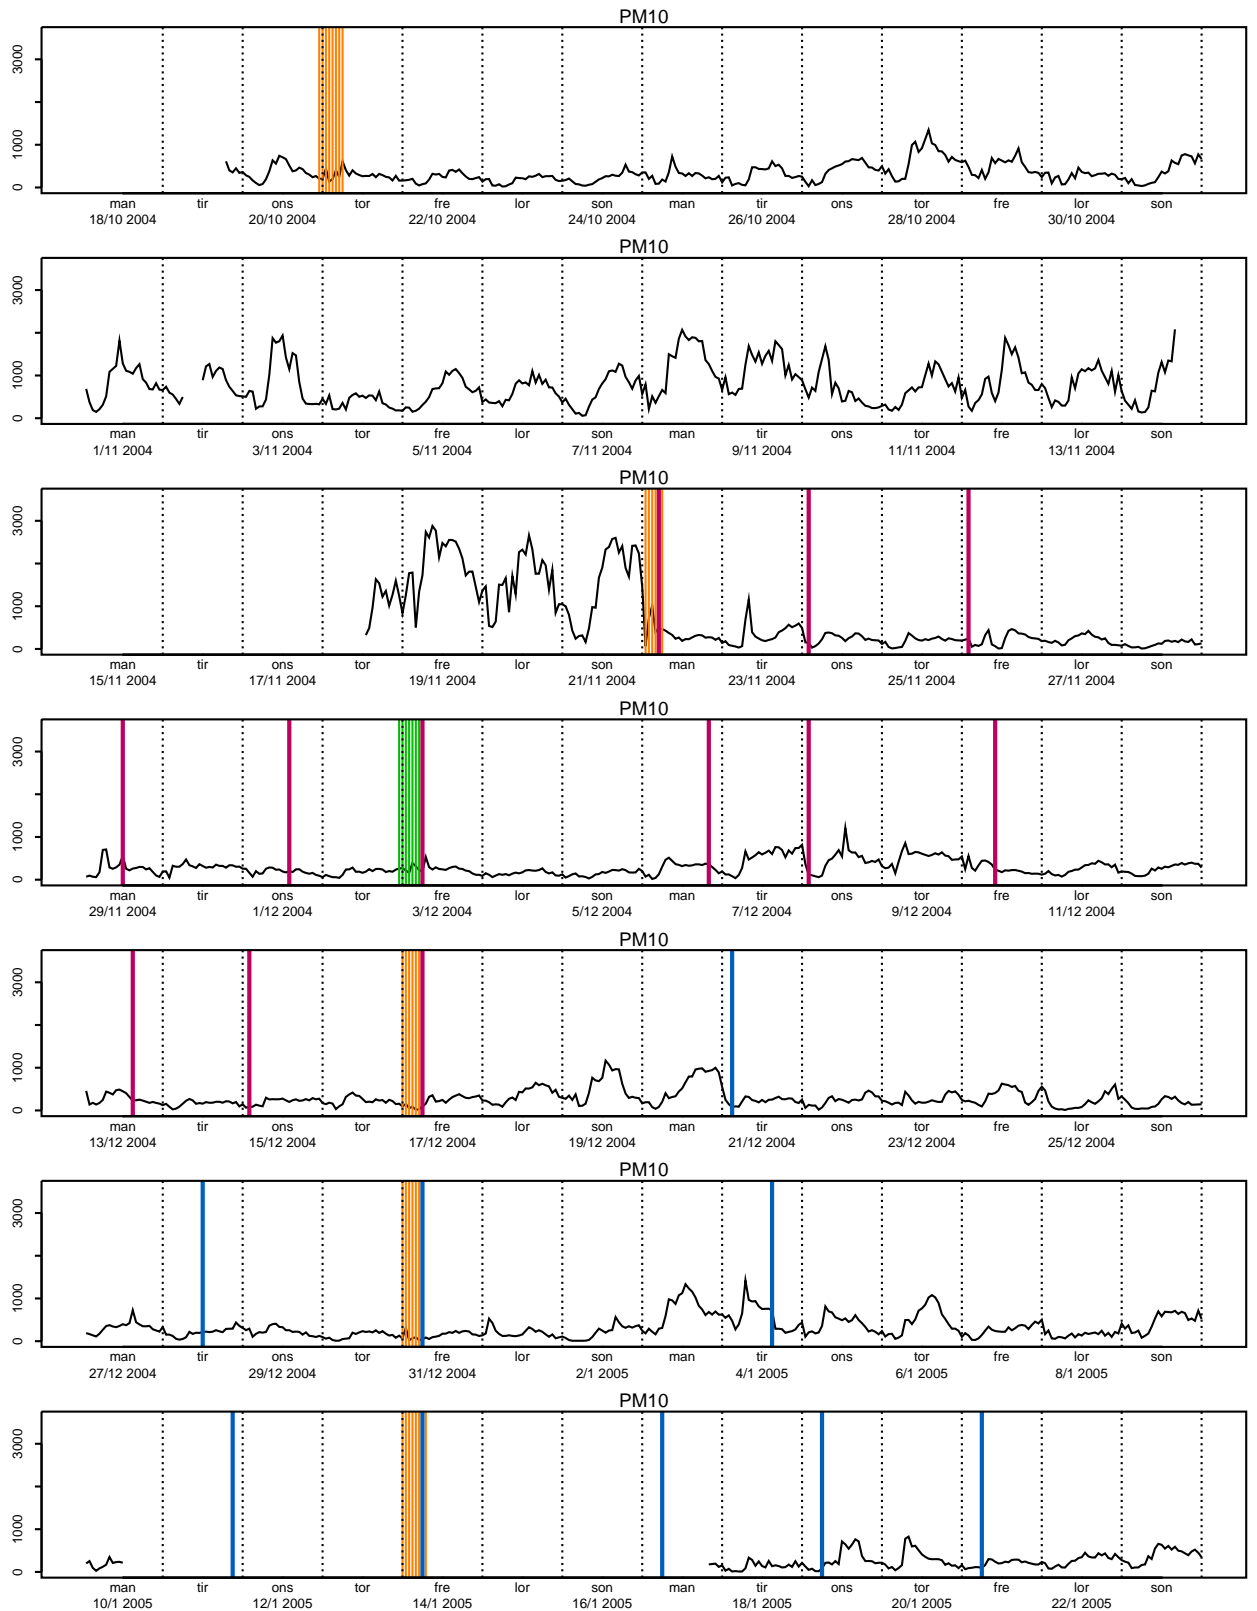 PM10
3000
1000
0
man tir ons tor fre lor son man tir ons tor fre lor son
18/10 2004 20/10 2004 22/10 2004 24/10 2004 26/10 2004 28/10 2004 30/10 2004
PM10
3000
1000
0
man tir ons tor fre lor son man tir ons tor fre lor son
1/11 2004 3/11 2004 5/11 2004 7/11 2004 9/11 2004 11/11 2004 13/11 2004
PM10
3000
1000
0
man tir ons tor fre lor son man tir ons tor fre lor son
15/11 2004 17/11 2004 19/11 2004 21/11 2004 23/11 2004 25/11 2004 27/11 2004
PM10
3000
1000
0
man tir ons tor fre lor son man tir ons tor fre lor son
29/11 2004 1/12 2004 3/12 2004 5/12 2004 7/12 2004 9/12 2004 11/12 2004
PM10
3000
1000
0
man tir ons tor fre lor son man tir ons tor fre lor son
13/12 2004 15/12 2004 17/12 2004 19/12 2004 21/12 2004 23/12 2004 25/12 2004
PM10
3000
1000
0
man tir ons tor fre lor son man tir ons tor fre lor son
27/12 2004 29/12 2004 31/12 2004 2/1 2005 4/1 2005 6/1 2005 8/1 2005
PM10
3000
1000
0
man tir ons tor fre lor son man tir ons tor fre lor son
10/1 2005 12/1 2005 14/1 2005 16/1 2005 18/1 2005 20/1 2005 22/1 2005